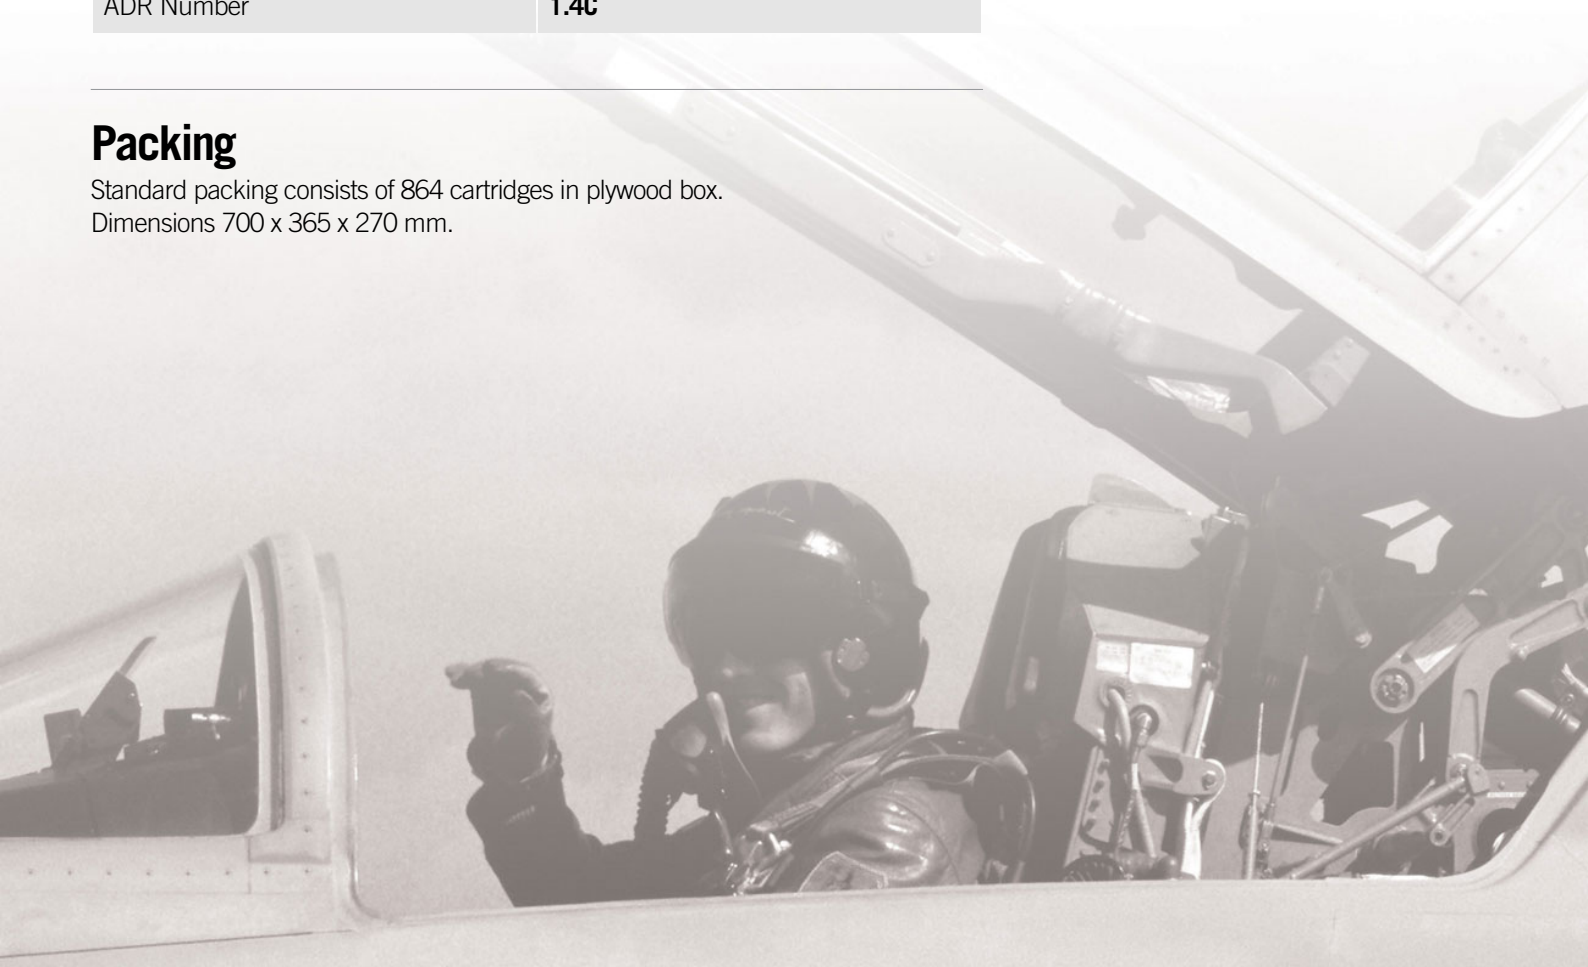 ADR Number 1.4C
Packing
Standard packing consists of 864 cartridges in plywood box.
Dimensions 700 x 365 x 270 mm.